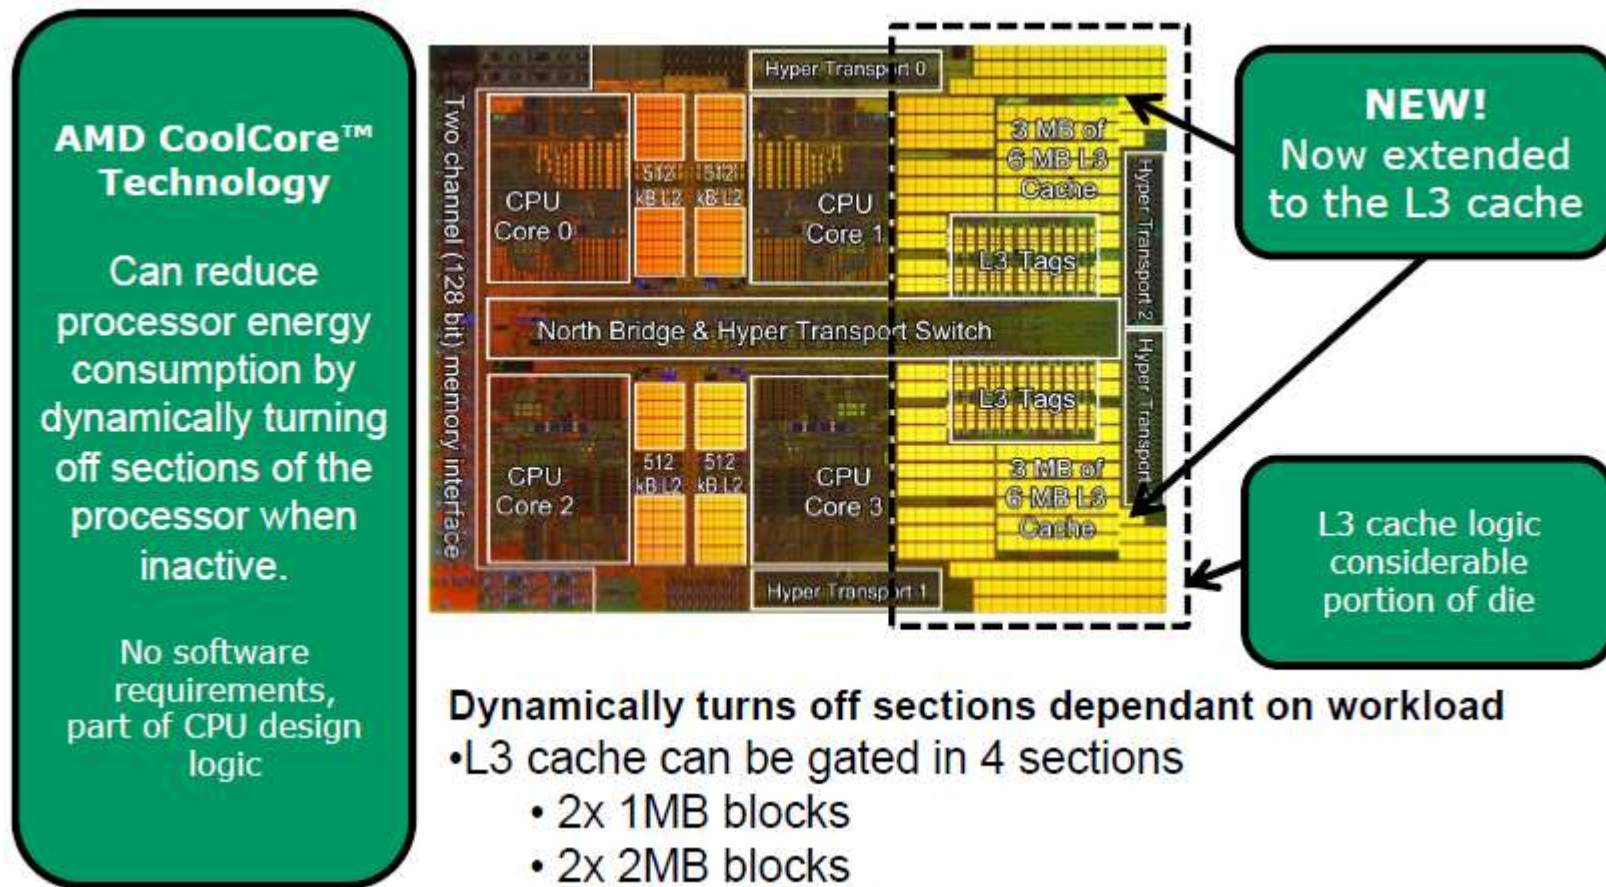 AMD CoolCore™
Technology
Can reduce
processor energy
consumption by
dynamically turning
off sections of the
processor when
inactive.
No software
requirements,
part of CPU design
logic
Two channel (128 bit) memory interface
Hyper Transport 0
CPU
Core 0
512
kB L2
512
kB L2
CPU
Core 1
3 MB of
6 MB L3
Cache
L3 Tags
Hyper Transport 2
North Bridge & Hyper Transport Switch
CPU
Core 2
512
kB L2
512
kB L2
CPU
Core 3
L3 Tags
3 MB of
6 MB L3
Cache
Hyper Transport
Hyper Transport 1
NEW!
Now extended
to the L3 cache
L3 cache logic
considerable
portion of die
Dynamically turns off sections dependant on workload
•L3 cache can be gated in 4 sections
• 2x 1MB blocks
• 2x 2MB blocks